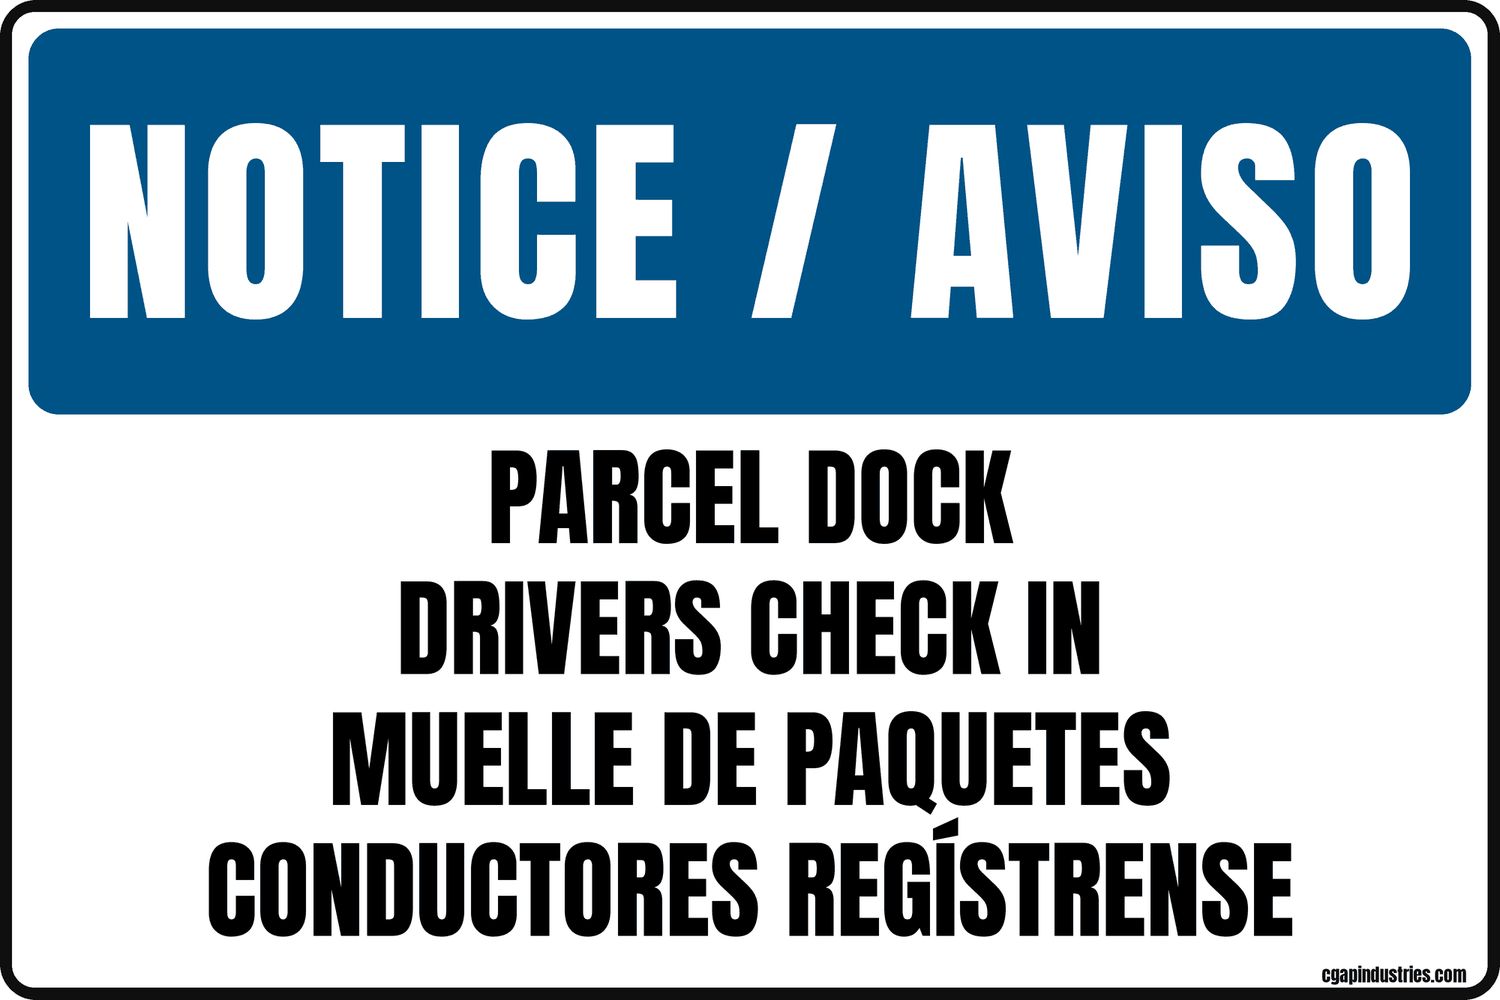 NOTICE / AVISO
PARCEL DOCK
DRIVERS CHECK IN
MUELLE DE PAQUETES
CONDUCTORES REGÍSTRENSE
cgapindustries.com